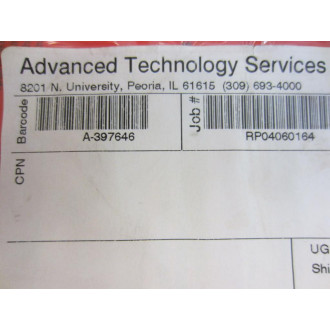 Advanced Technology Services
8201 N. University, Peoria, IL 61615 (309) 693-4000
Barcode
Job #
A-397646
RP04060164
CPN
UG
Shi